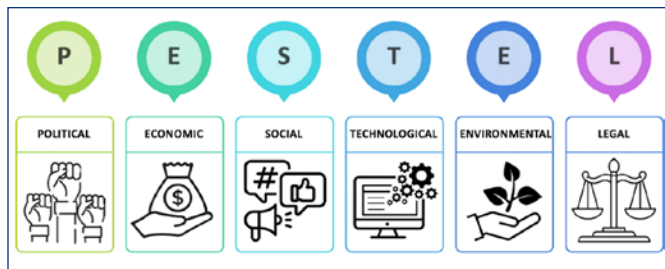 P E S T E L
POLITICAL ECONOMIC SOCIAL TECHNOLOGICAL ENVIRONMENTAL LEGAL
$ #